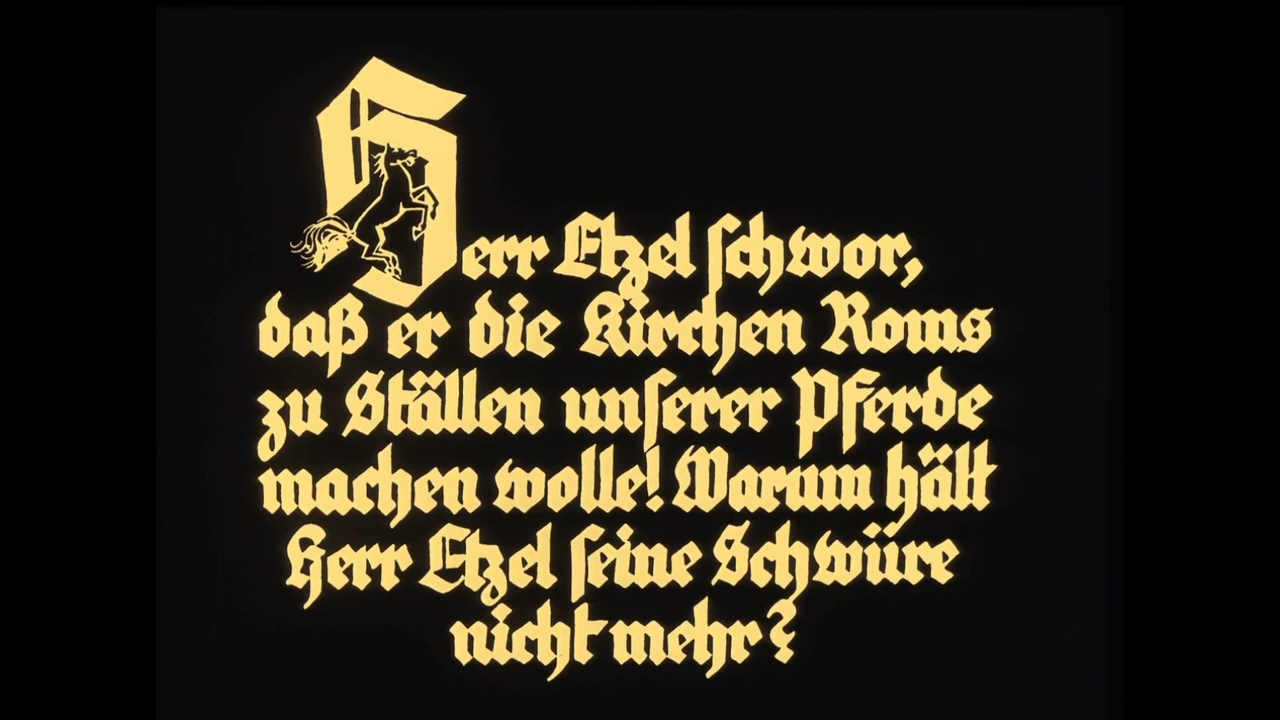 Herr Etzel schwor,
daß er die Kirchen Roms
zu Ställen unserer Pferde
machen wolle! Warum hält
Herr Etzel seine Schwüre
nicht mehr?